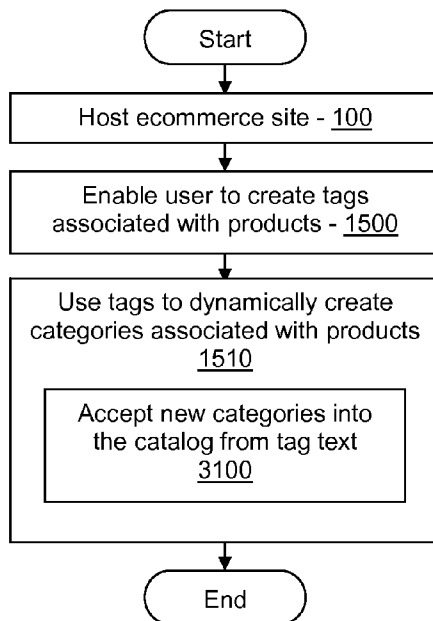 Start
Host ecommerce site - 100
Enable user to create tags
associated with products - 1500
Use tags to dynamically create
categories associated with products
1510
Accept new categories into
the catalog from tag text
3100
End